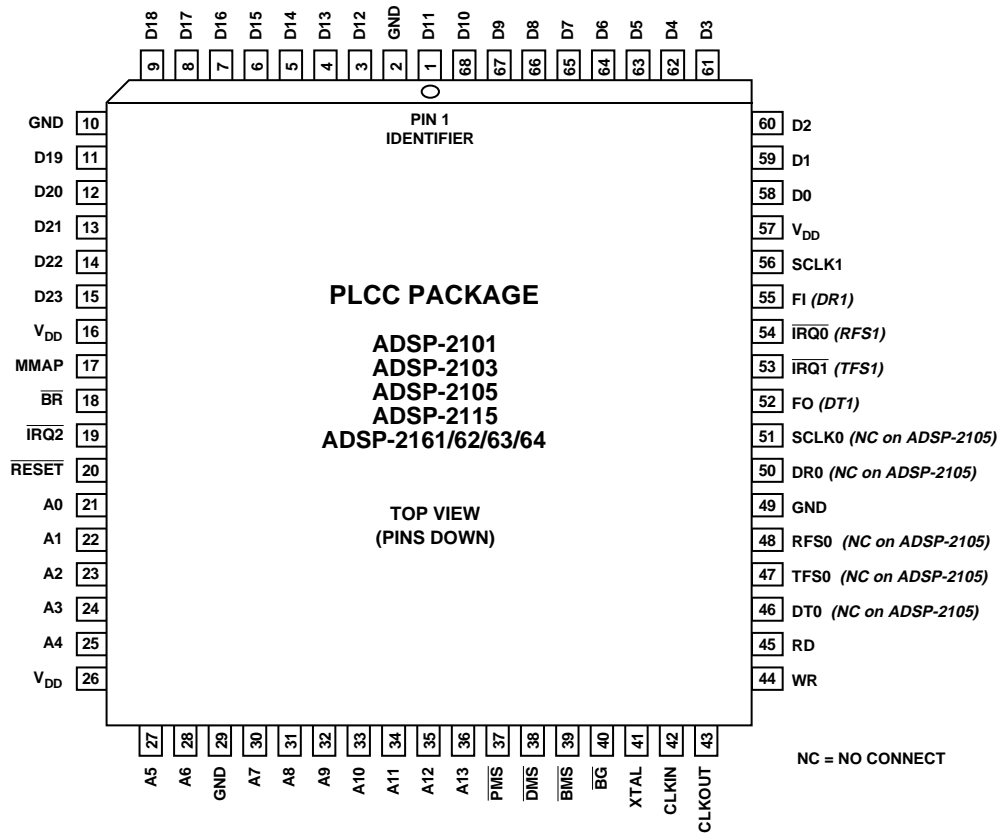 D18 D17 D16 D15 D14 D13 D12 GND D11 D10 D9 D8 D7 D6 D5 D4 D3
9 8 7 6 5 4 3 2 1 68 67 66 65 64 63 62 61
PIN 1
IDENTIFIER
GND 10
D19 11
D20 12
D21 13
D22 14
D23 15
VDD 16
MMAP 17
BR 18
IRQ2 19
RESET 20
A0 21
A1 22
A2 23
A3 24
A4 25
VDD 26
PLCC PACKAGE
ADSP-2101
ADSP-2103
ADSP-2105
ADSP-2115
ADSP-2161/62/63/64
TOP VIEW
(PINS DOWN)
60 D2
59 D1
58 D0
57 VDD
56 SCLK1
55 FI (DR1)
54 IRQ0 (RFS1)
53 IRQ1 (TFS1)
52 FO (DT1)
51 SCLK0 (NC on ADSP-2105)
50 DR0 (NC on ADSP-2105)
49 GND
48 RFS0 (NC on ADSP-2105)
47 TFS0 (NC on ADSP-2105)
46 DT0 (NC on ADSP-2105)
45 RD
44 WR
27 28 29 30 31 32 33 34 35 36 37 38 39 40 41 42 43
A5 A6 GND A7 A8 A9 A10 A11 A12 A13 PMS DMS BMS BG XTAL CLKIN CLKOUT
NC = NO CONNECT